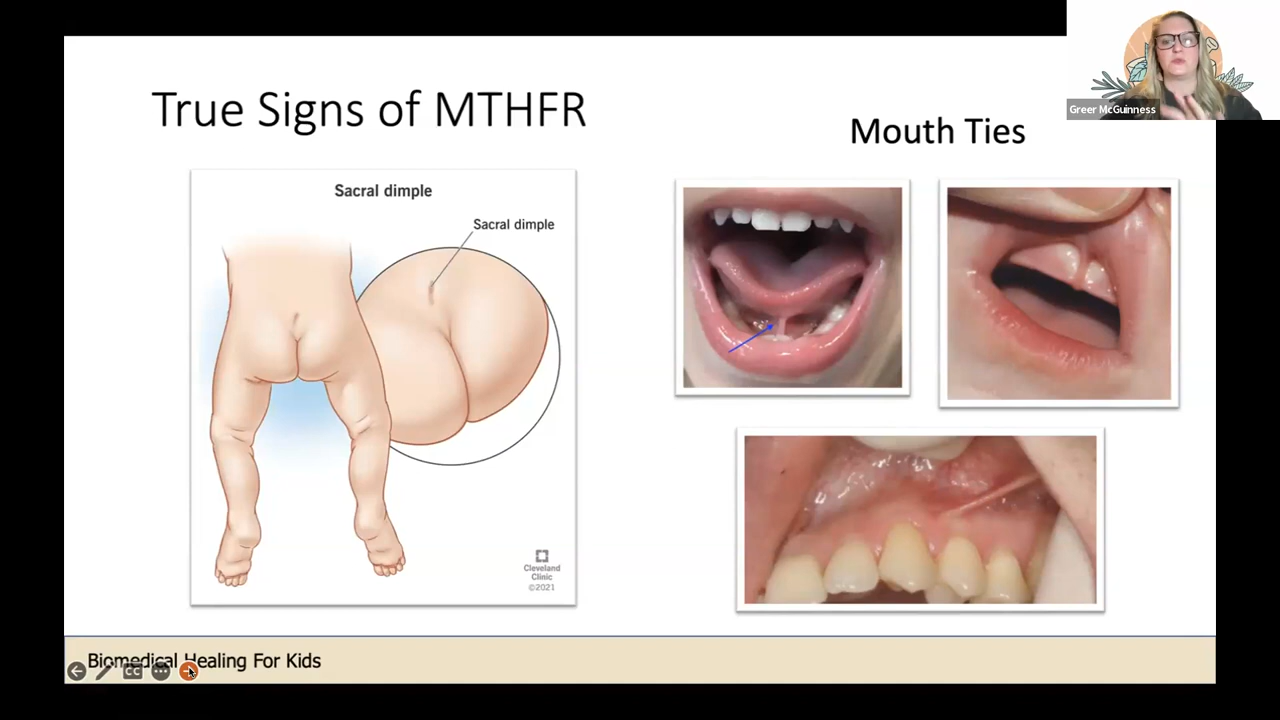 Greer McGuinness
True Signs of MTHFR
Mouth Ties
Sacral dimple
Sacral dimple
Cleveland
Clinic
©2021
Biomedical Healing For Kids
CC